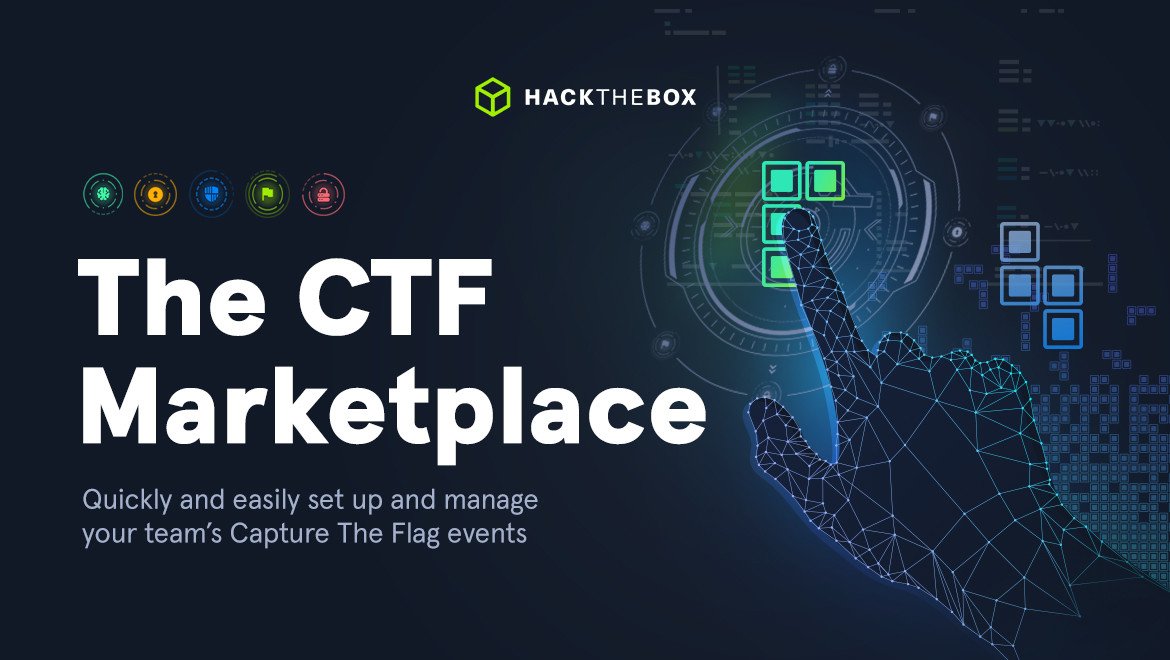 HACKTHEBOX
The CTF
Marketplace
Quickly and easily set up and manage
your team’s Capture The Flag events